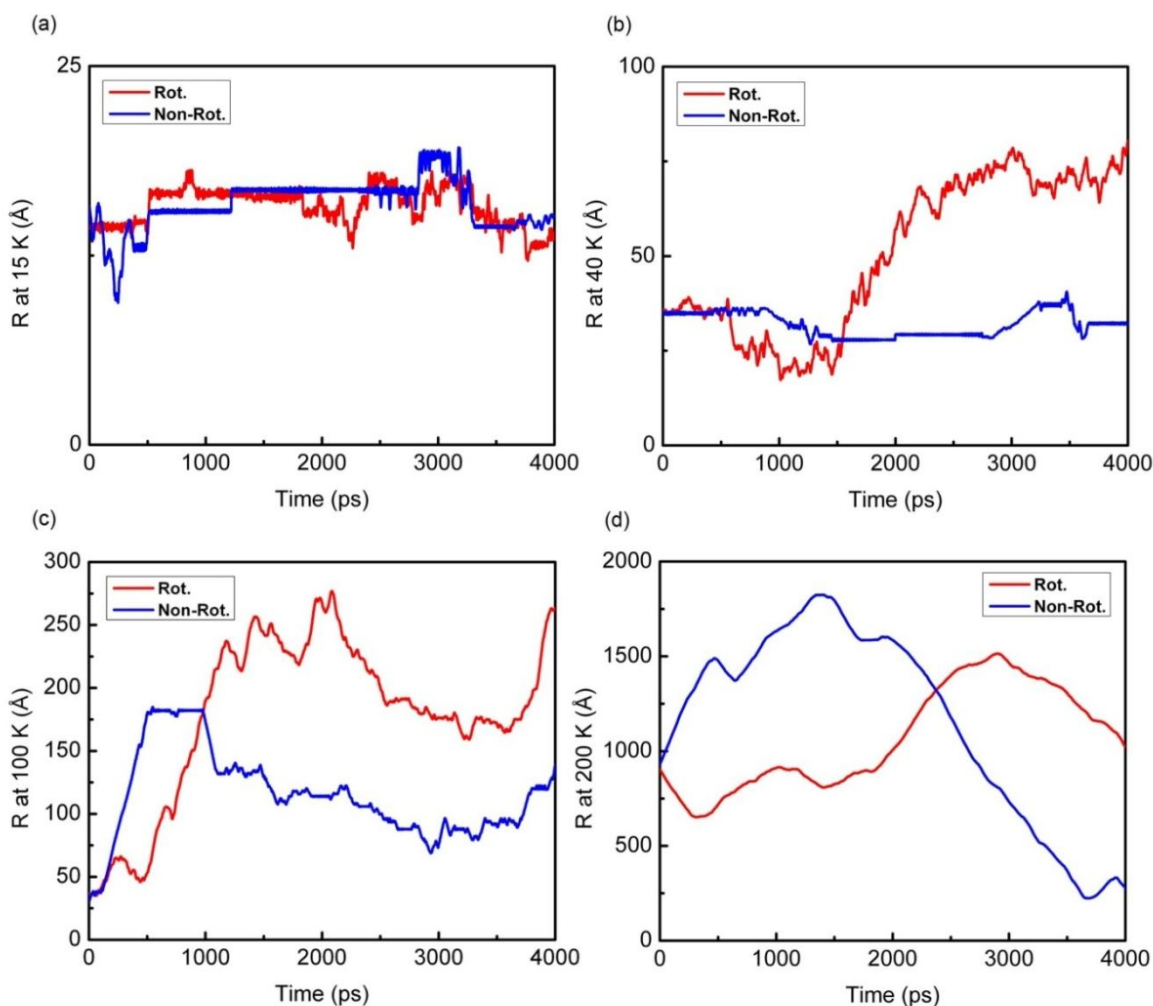 (a)
25
Rot.
Non-Rot.
R at 15 K (Å)
0
0 1000 2000 3000 4000
Time (ps)
(b)
100
Rot.
Non-Rot.
R at 40 K (Å)
50
0
0 1000 2000 3000 4000
Time (ps)
(c)
300
Rot.
Non-Rot.
250
200
R at 100 K (Å)
150
100
50
0
0 1000 2000 3000 4000
Time (ps)
(d)
2000
Rot.
Non-Rot.
1500
R at 200 K (Å)
1000
500
0
0 1000 2000 3000 4000
Time (ps)